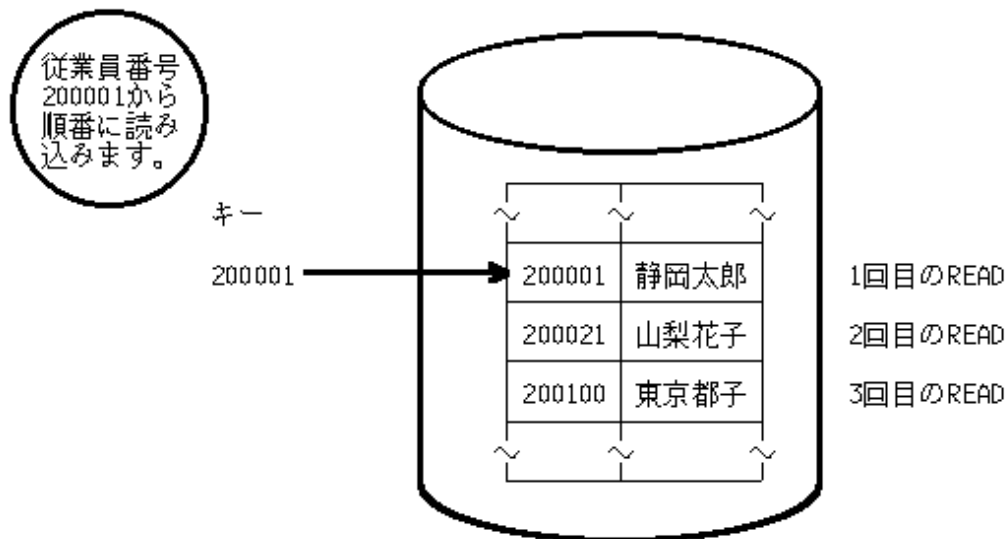 従業員番号
200001から
順番に読み
込みます。
キー
200001
200001 静岡太郎 1回目のREAD
200021 山梨花子 2回目のREAD
200100 東京都子 3回目のREAD